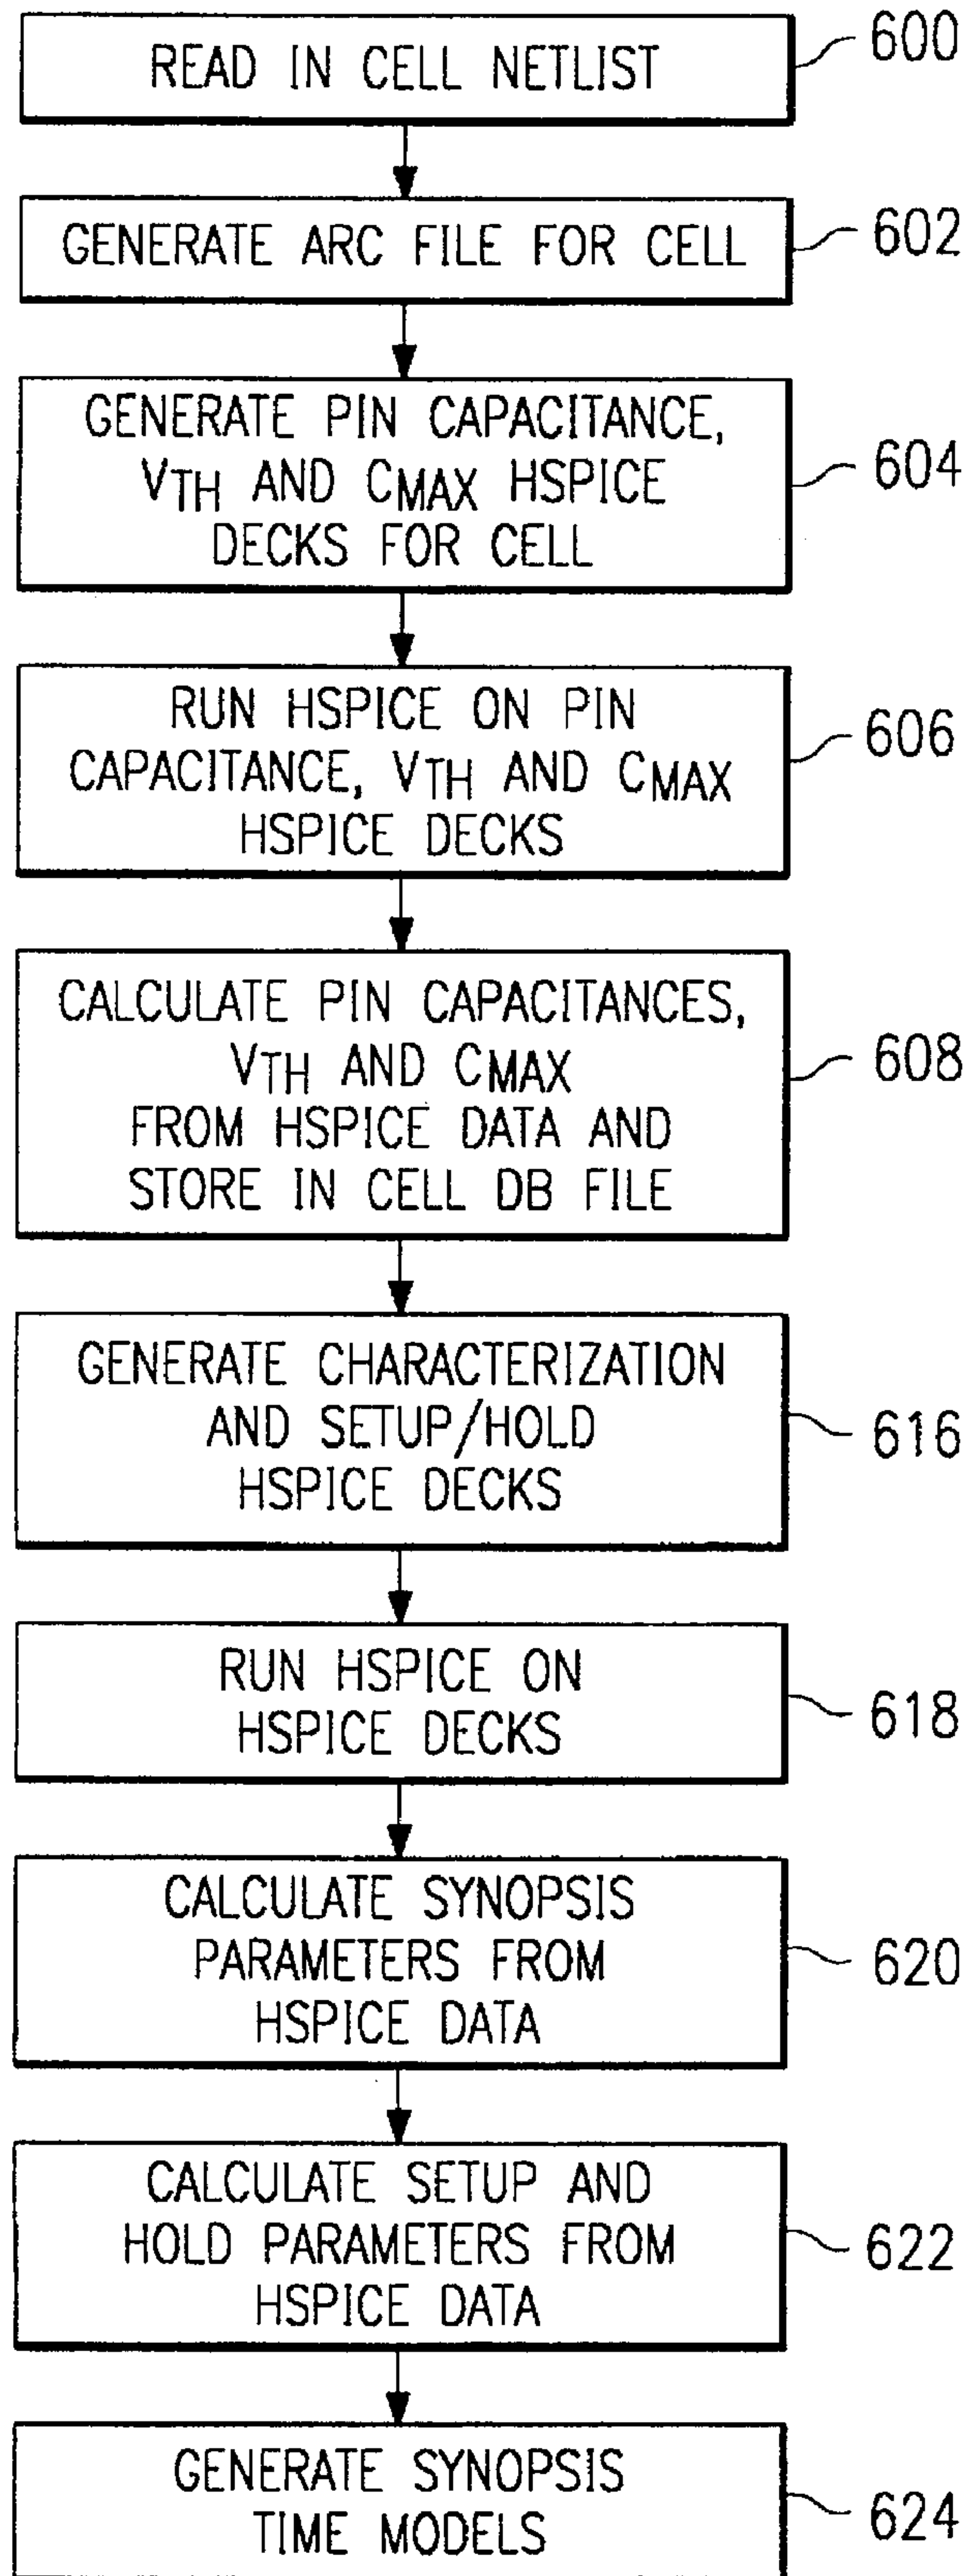 READ IN CELL NETLIST
600
GENERATE ARC FILE FOR CELL
602
GENERATE PIN CAPACITANCE,
VTH AND CMAX HSPICE
DECKS FOR CELL
604
RUN HSPICE ON PIN
CAPACITANCE, VTH AND CMAX
HSPICE DECKS
606
CALCULATE PIN CAPACITANCES,
VTH AND CMAX
FROM HSPICE DATA AND
STORE IN CELL DB FILE
608
GENERATE CHARACTERIZATION
AND SETUP/HOLD
HSPICE DECKS
616
RUN HSPICE ON
HSPICE DECKS
618
CALCULATE SYNOPSIS
PARAMETERS FROM
HSPICE DATA
620
CALCULATE SETUP AND
HOLD PARAMETERS FROM
HSPICE DATA
622
GENERATE SYNOPSIS
TIME MODELS
624